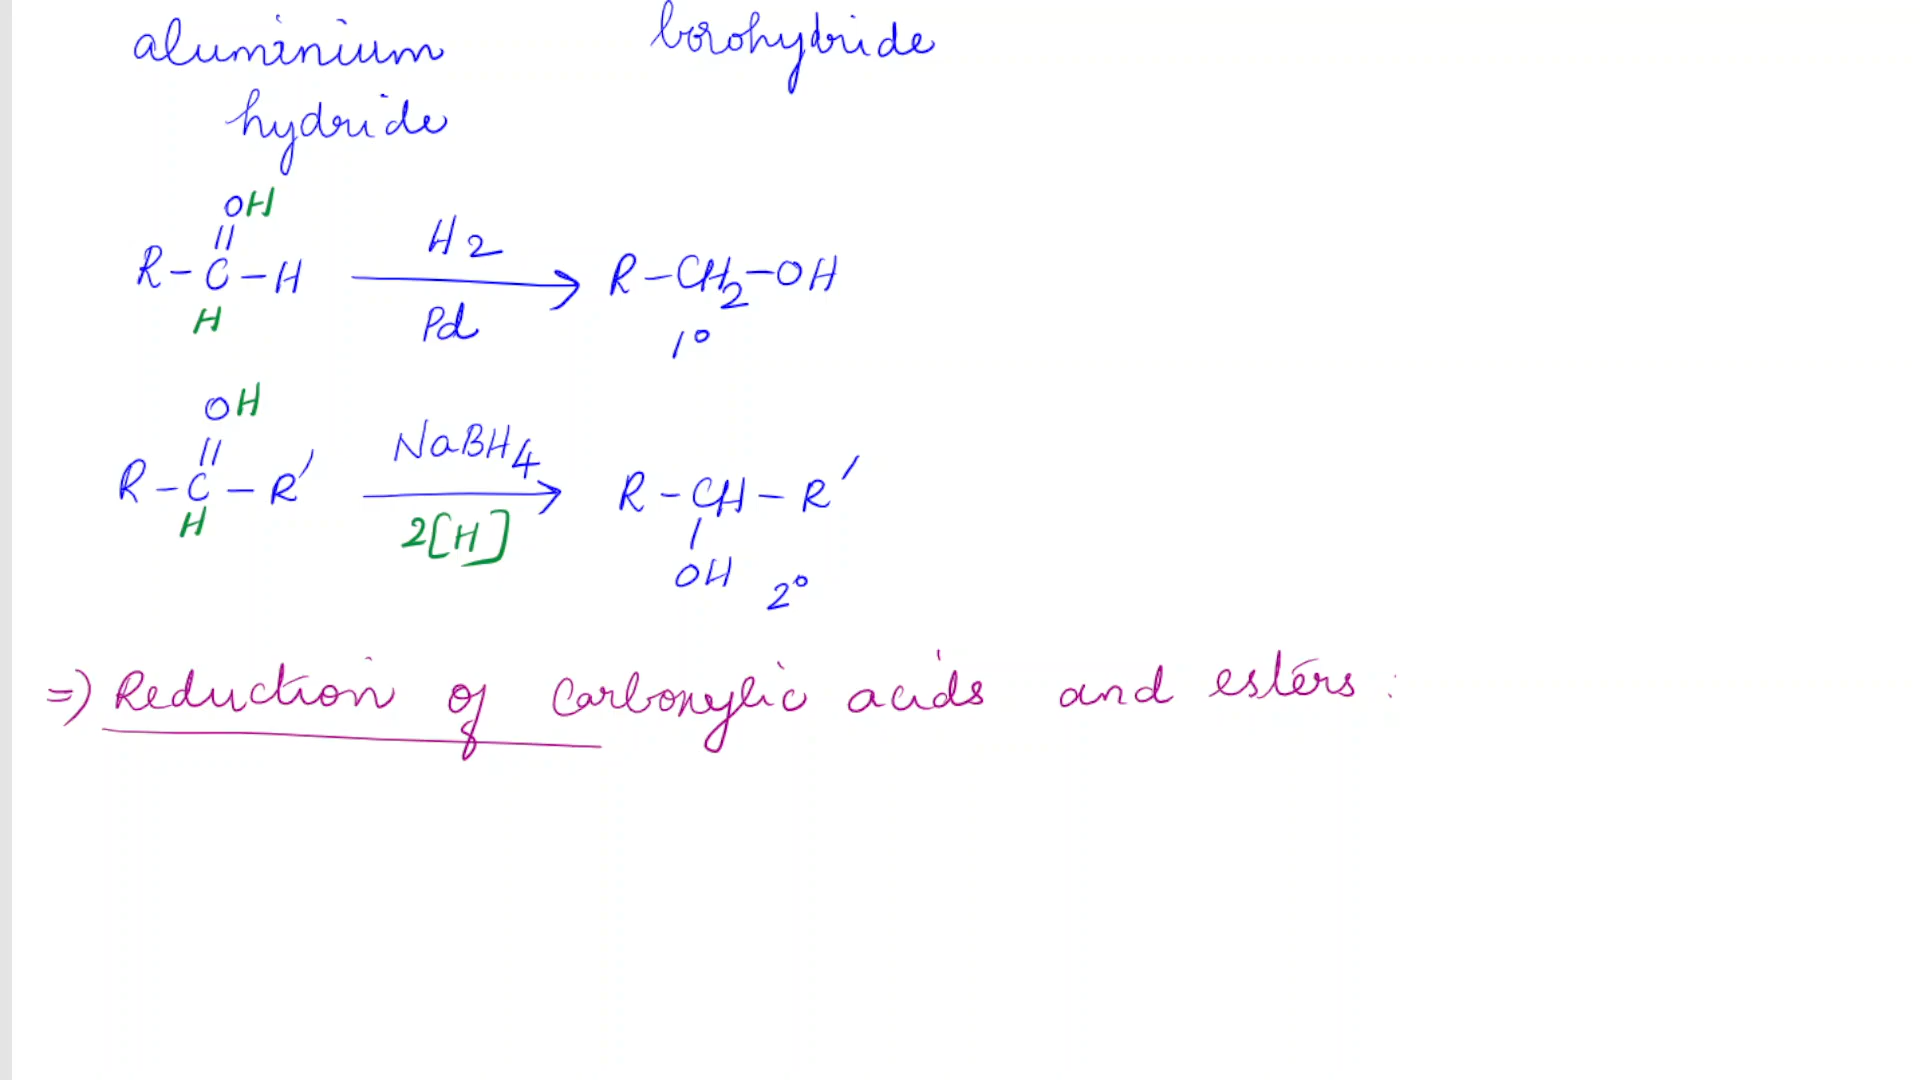 aluminium borohydride
hydride
OH
||
R-C-H H2 R-CH2-OH
H Pd 1°
OH
||
R-C-R' NaBH4 R-CH-R'
H 2[H] |
OH 2°
=) Reduction of Carboxylic acids and esters: